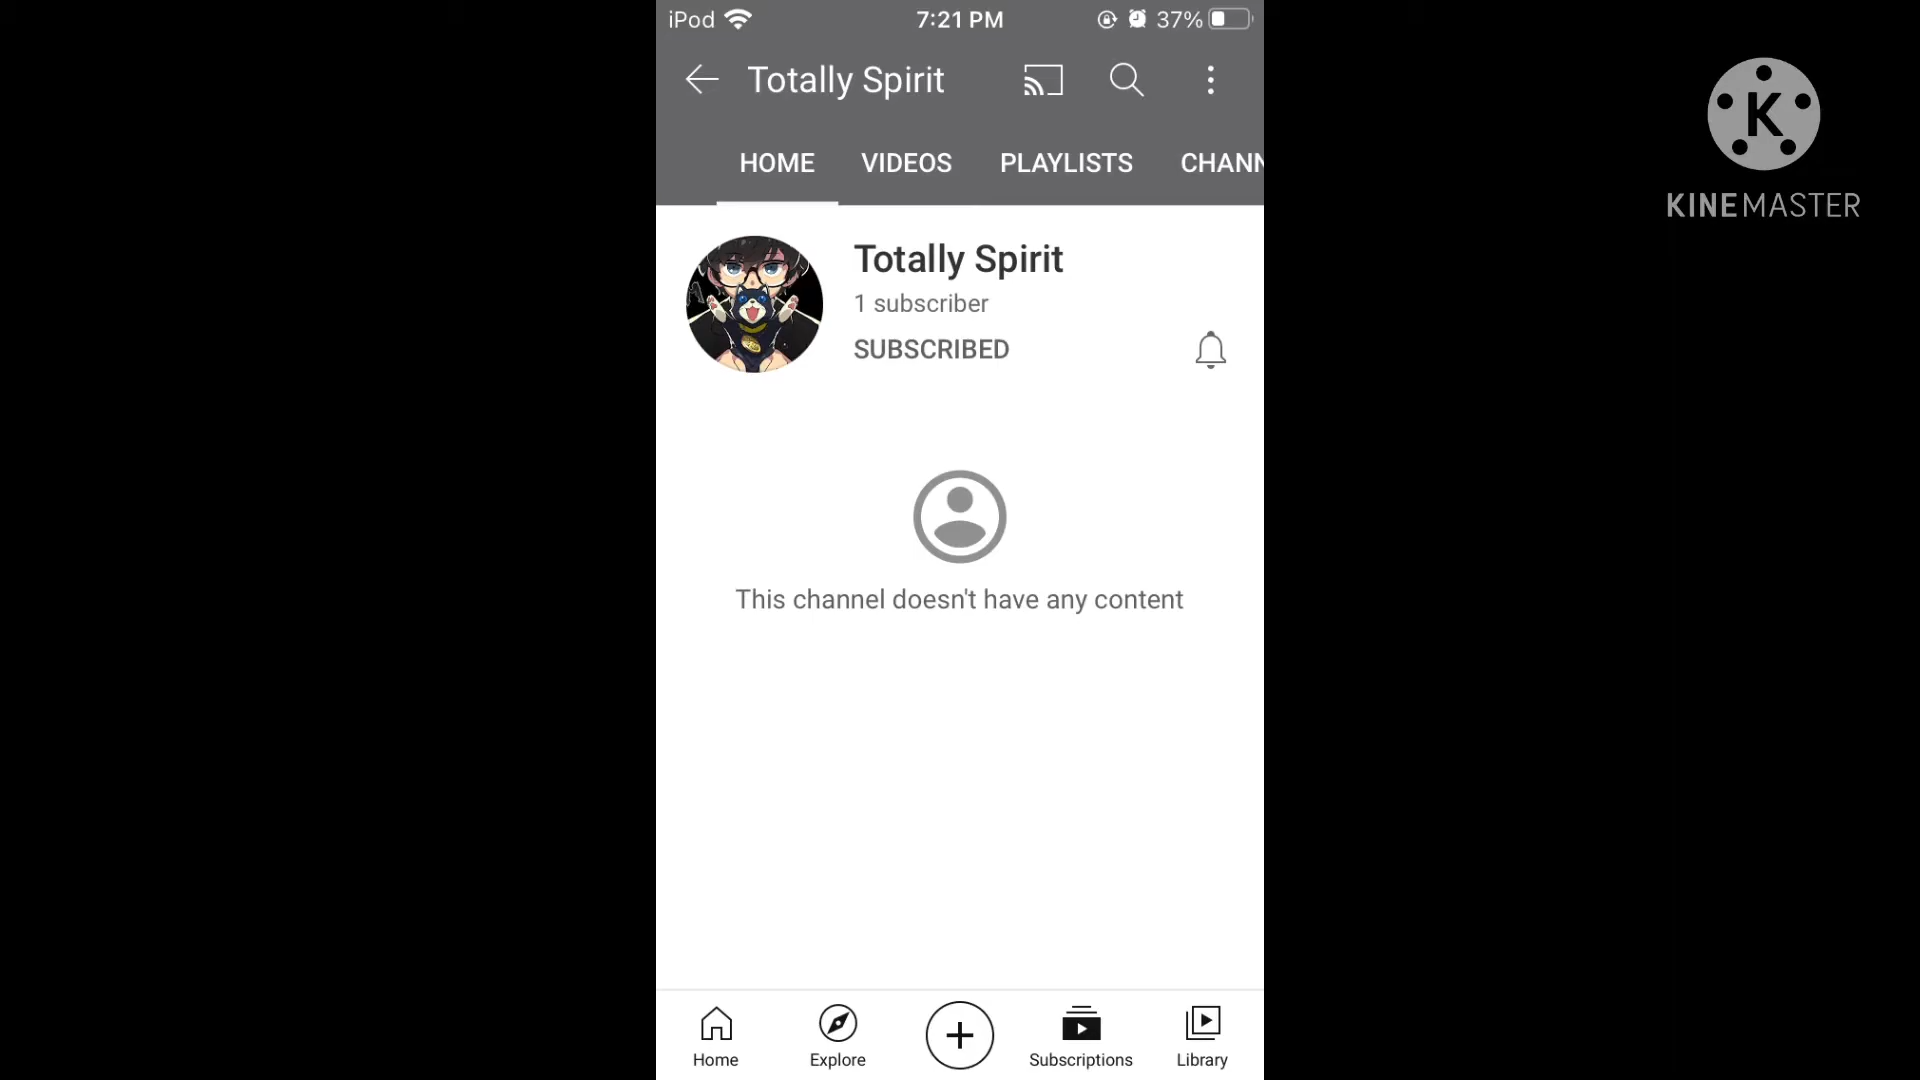 iPod 7:21 PM 37%
Totally Spirit
HOME VIDEOS PLAYLISTS CHANN
Totally Spirit
1 subscriber
SUBSCRIBED
This channel doesn't have any content
Home Explore Subscriptions Library
K
KINEMASTER